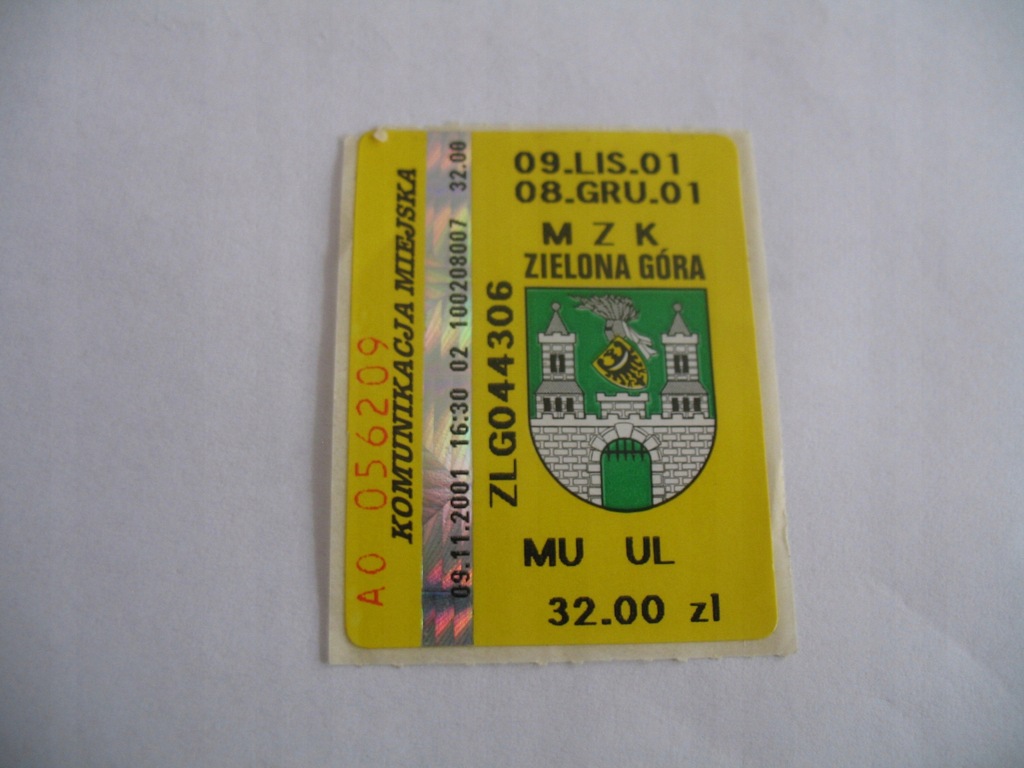 09.LIS.01
08.GRU.01
M Z K
ZIELONA GÓRA
MU UL
32.00 zl
ZLG044306
09.11.2001 16:30 02 100208007 32.00
KOMUNIKACJA MIEJSKA
AO 056209